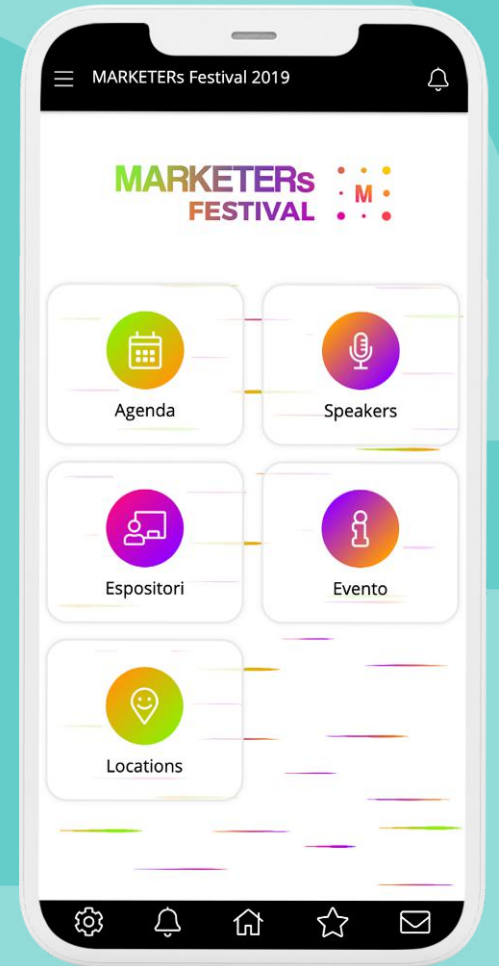 MARKETERs Festival 2019
MARKETERs
FESTIVAL
M
Agenda
Speakers
Espositori
Evento
Locations